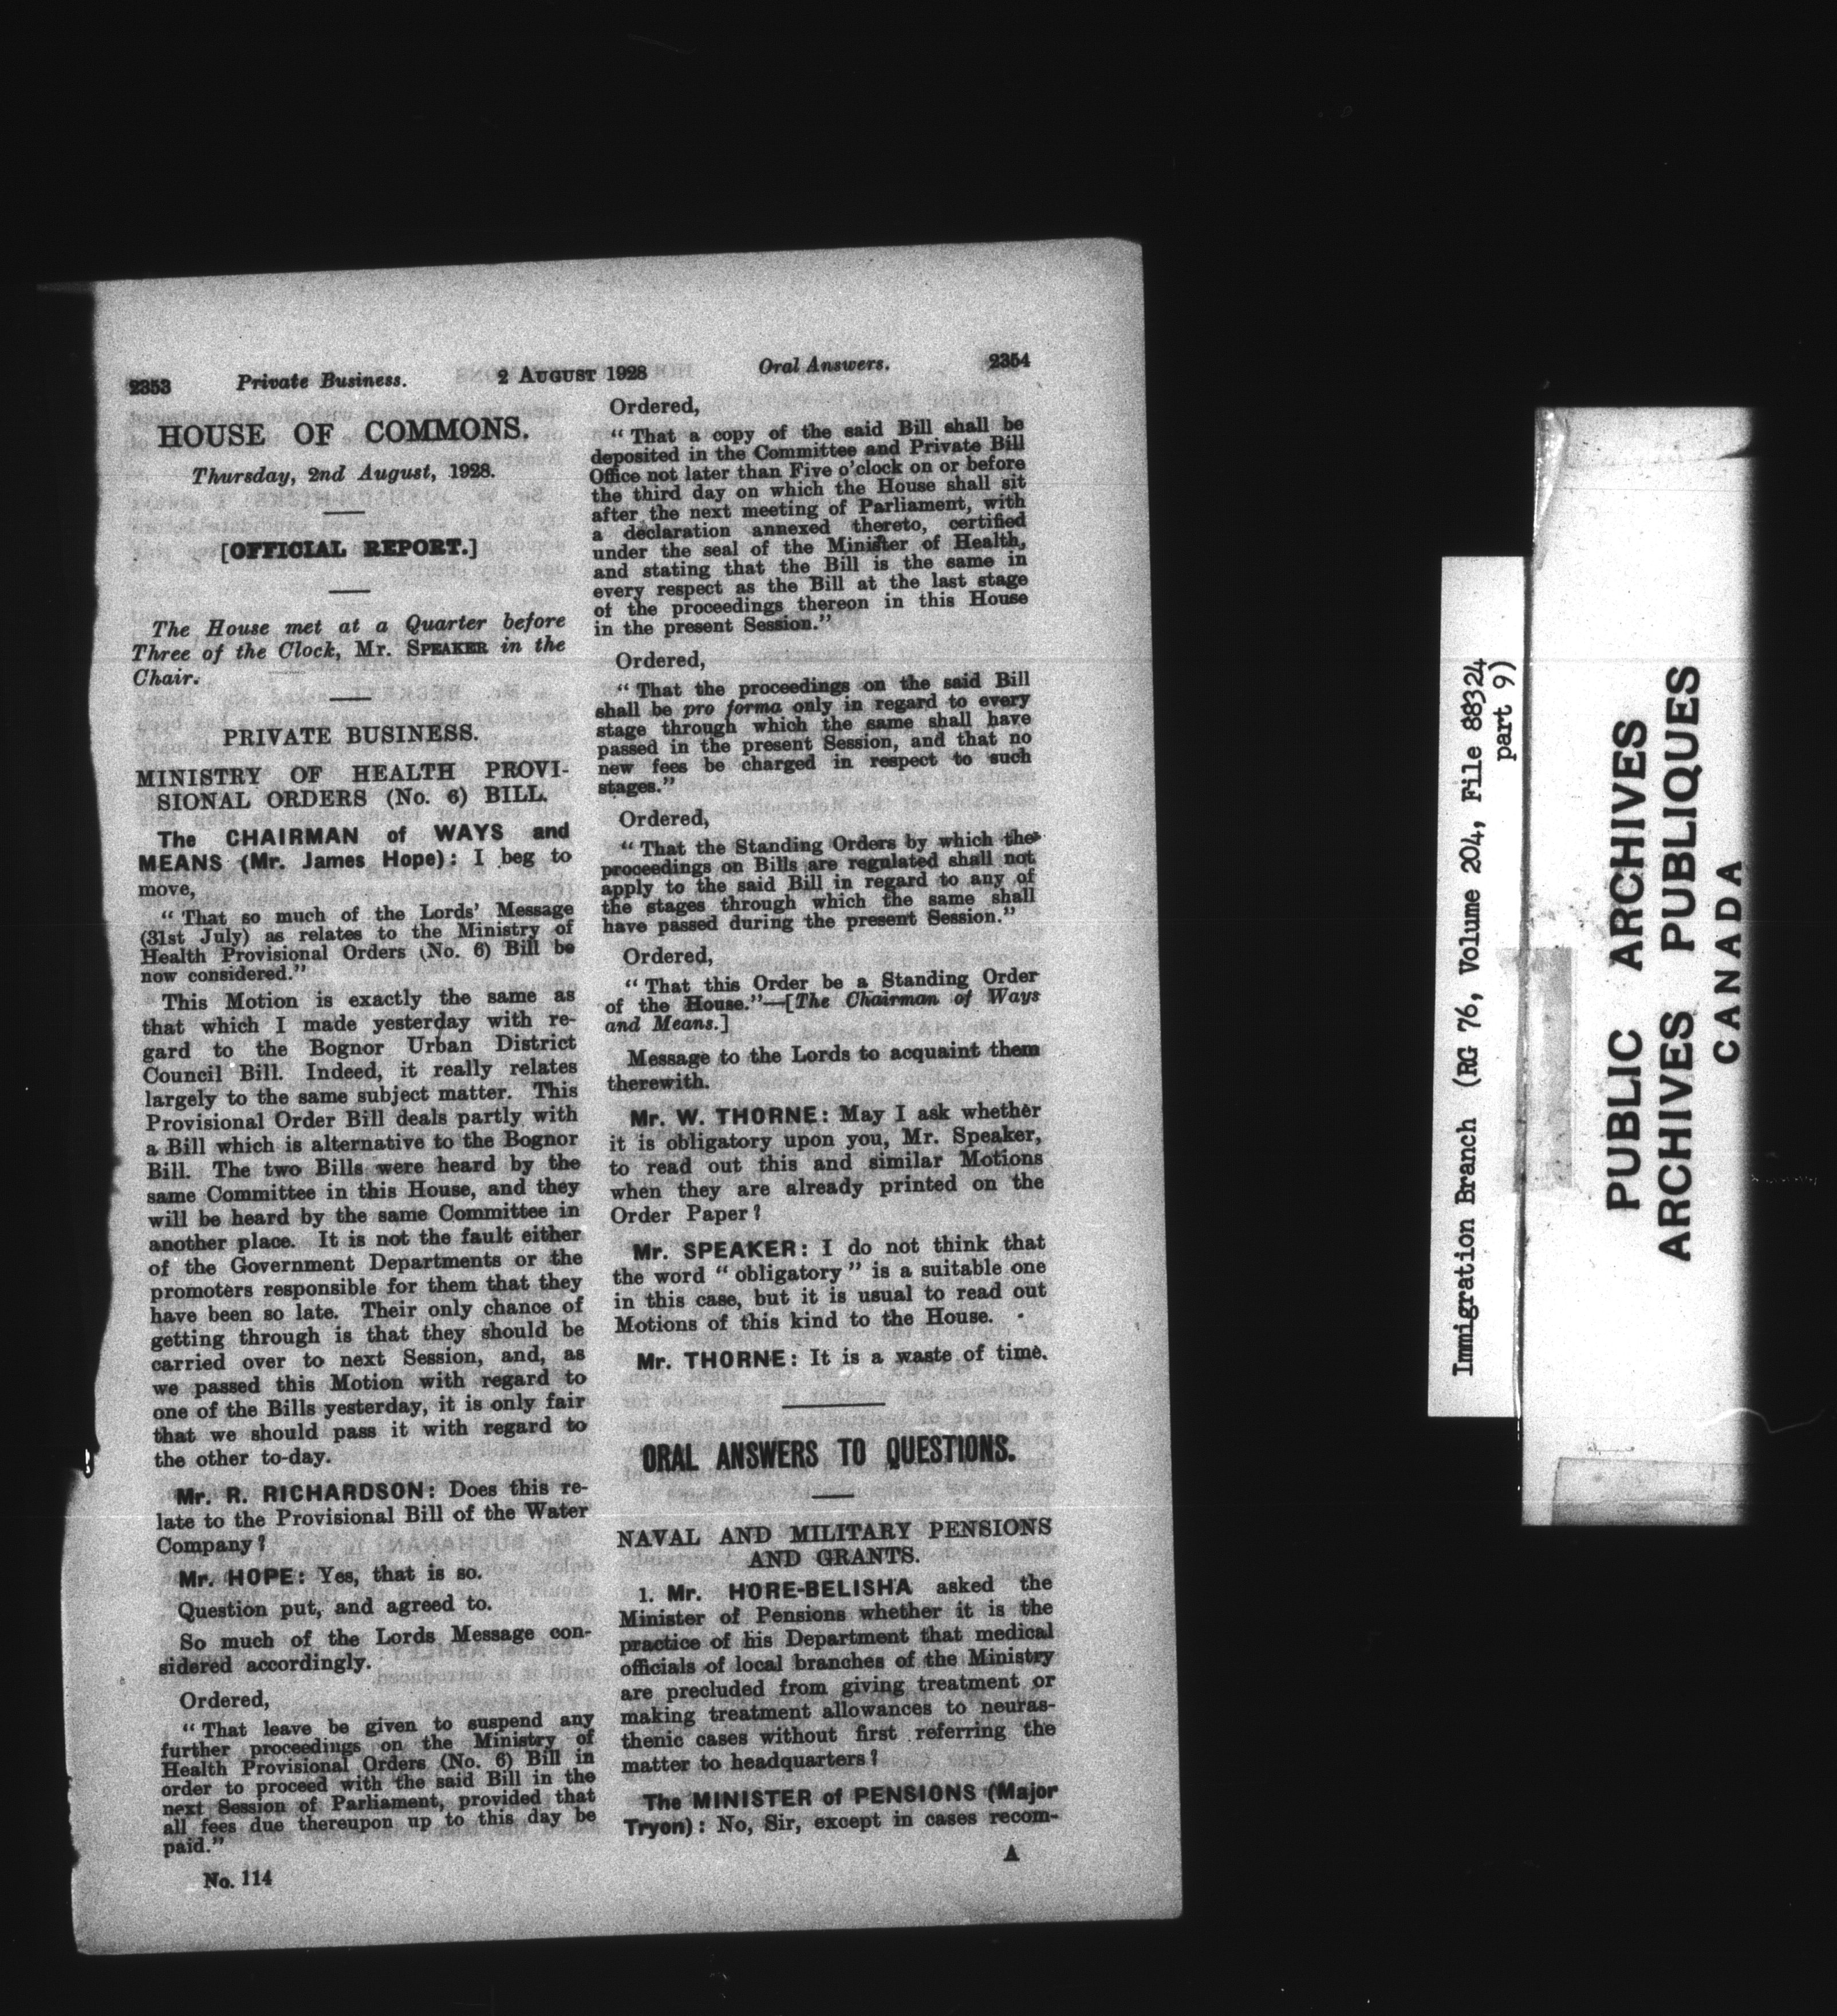 2353 Private Business. 2 AUGUST 1928 Oral Answers. 2354
HOUSE OF COMMONS.
Thursday, 2nd August, 1928.
[OFFICIAL REPORT.]
The House met at a Quarter before
Three of the Clock, Mr. SPEAKER in the
Chair.
PRIVATE BUSINESS.
MINISTRY OF HEALTH PROVI-
SIONAL ORDERS (No. 6) BILL.
The CHAIRMAN of WAYS and
MEANS (Mr. James Hope): I beg to
move,
“ That so much of the Lords' Message
(31st July) as relates to the Ministry of
Health Provisional Orders (No. 6) Bill be
now considered.”
This Motion is exactly the same as
that which I made yesterday with re-
gard to the Bognor Urban District
Council Bill. Indeed, it really relates
largely to the same subject matter. This
Provisional Order Bill deals partly with
a Bill which is alternative to the Bognor
Bill. The two Bills were heard by the
same Committee in this House, and they
will be heard by the same Committee in
another place. It is not the fault either
of the Government Departments or the
promoters responsible for them that they
have been so late. Their only chance of
getting through is that they should be
carried over to next Session, and, as
we passed this Motion with regard to
one of the Bills yesterday, it is only fair
that we should pass it with regard to
the other to-day.
Mr. R. RICHARDSON: Does this re-
late to the Provisional Bill of the Water
Company?
Mr. HOPE: Yes, that is so.
Question put, and agreed to.
So much of the Lords Message con-
sidered accordingly.
Ordered,
“ That leave be given to suspend any
further proceedings on the Ministry of
Health Provisional Orders (No. 6) Bill in
order to proceed with the said Bill in the
next Session of Parliament, provided that
all fees due thereupon up to this day be
paid.”
No. 114
Ordered,
“ That a copy of the said Bill shall be
deposited in the Committee and Private Bill
Office not later than Five o'clock on or before
the third day on which the House shall sit
after the next meeting of Parliament, with
a declaration annexed thereto, certified
under the seal of the Minister of Health,
and stating that the Bill is the same in
every respect as the Bill at the last stage
of the proceedings thereon in this House
in the present Session.”
Ordered,
“ That the proceedings on the said Bill
shall be pro forma only in regard to every
stage through which the same shall have
passed in the present Session, and that no
new fees be charged in respect to such
stages.”
Ordered,
“ That the Standing Orders by which the
proceedings on Bills are regulated shall not
apply to the said Bill in regard to any of
the stages through which the same shall
have passed during the present Session.”
Ordered,
“ That this Order be a Standing Order
of the House.”—[The Chairman of Ways
and Means.]
Message to the Lords to acquaint them
therewith.
Mr. W. THORNE: May I ask whether
it is obligatory upon you, Mr. Speaker,
to read out this and similar Motions
when they are already printed on the
Order Paper?
Mr. SPEAKER: I do not think that
the word “ obligatory ” is a suitable one
in this case, but it is usual to read out
Motions of this kind to the House.
Mr. THORNE: It is a waste of time.
ORAL ANSWERS TO QUESTIONS.
NAVAL AND MILITARY PENSIONS
AND GRANTS.
1. Mr. HORE-BELISHA asked the
Minister of Pensions whether it is the
practice of his Department that medical
officials of local branches of the Ministry
are precluded from giving treatment or
making treatment allowances to neuras-
thenic cases without first referring the
matter to headquarters?
The MINISTER of PENSIONS (Major
Tryon): No, Sir, except in cases recom-
A
Immigration Branch (RG 76, Volume 204, File 88324
part 9)
PUBLIC ARCHIVES
ARCHIVES PUBLIQUES
CANADA